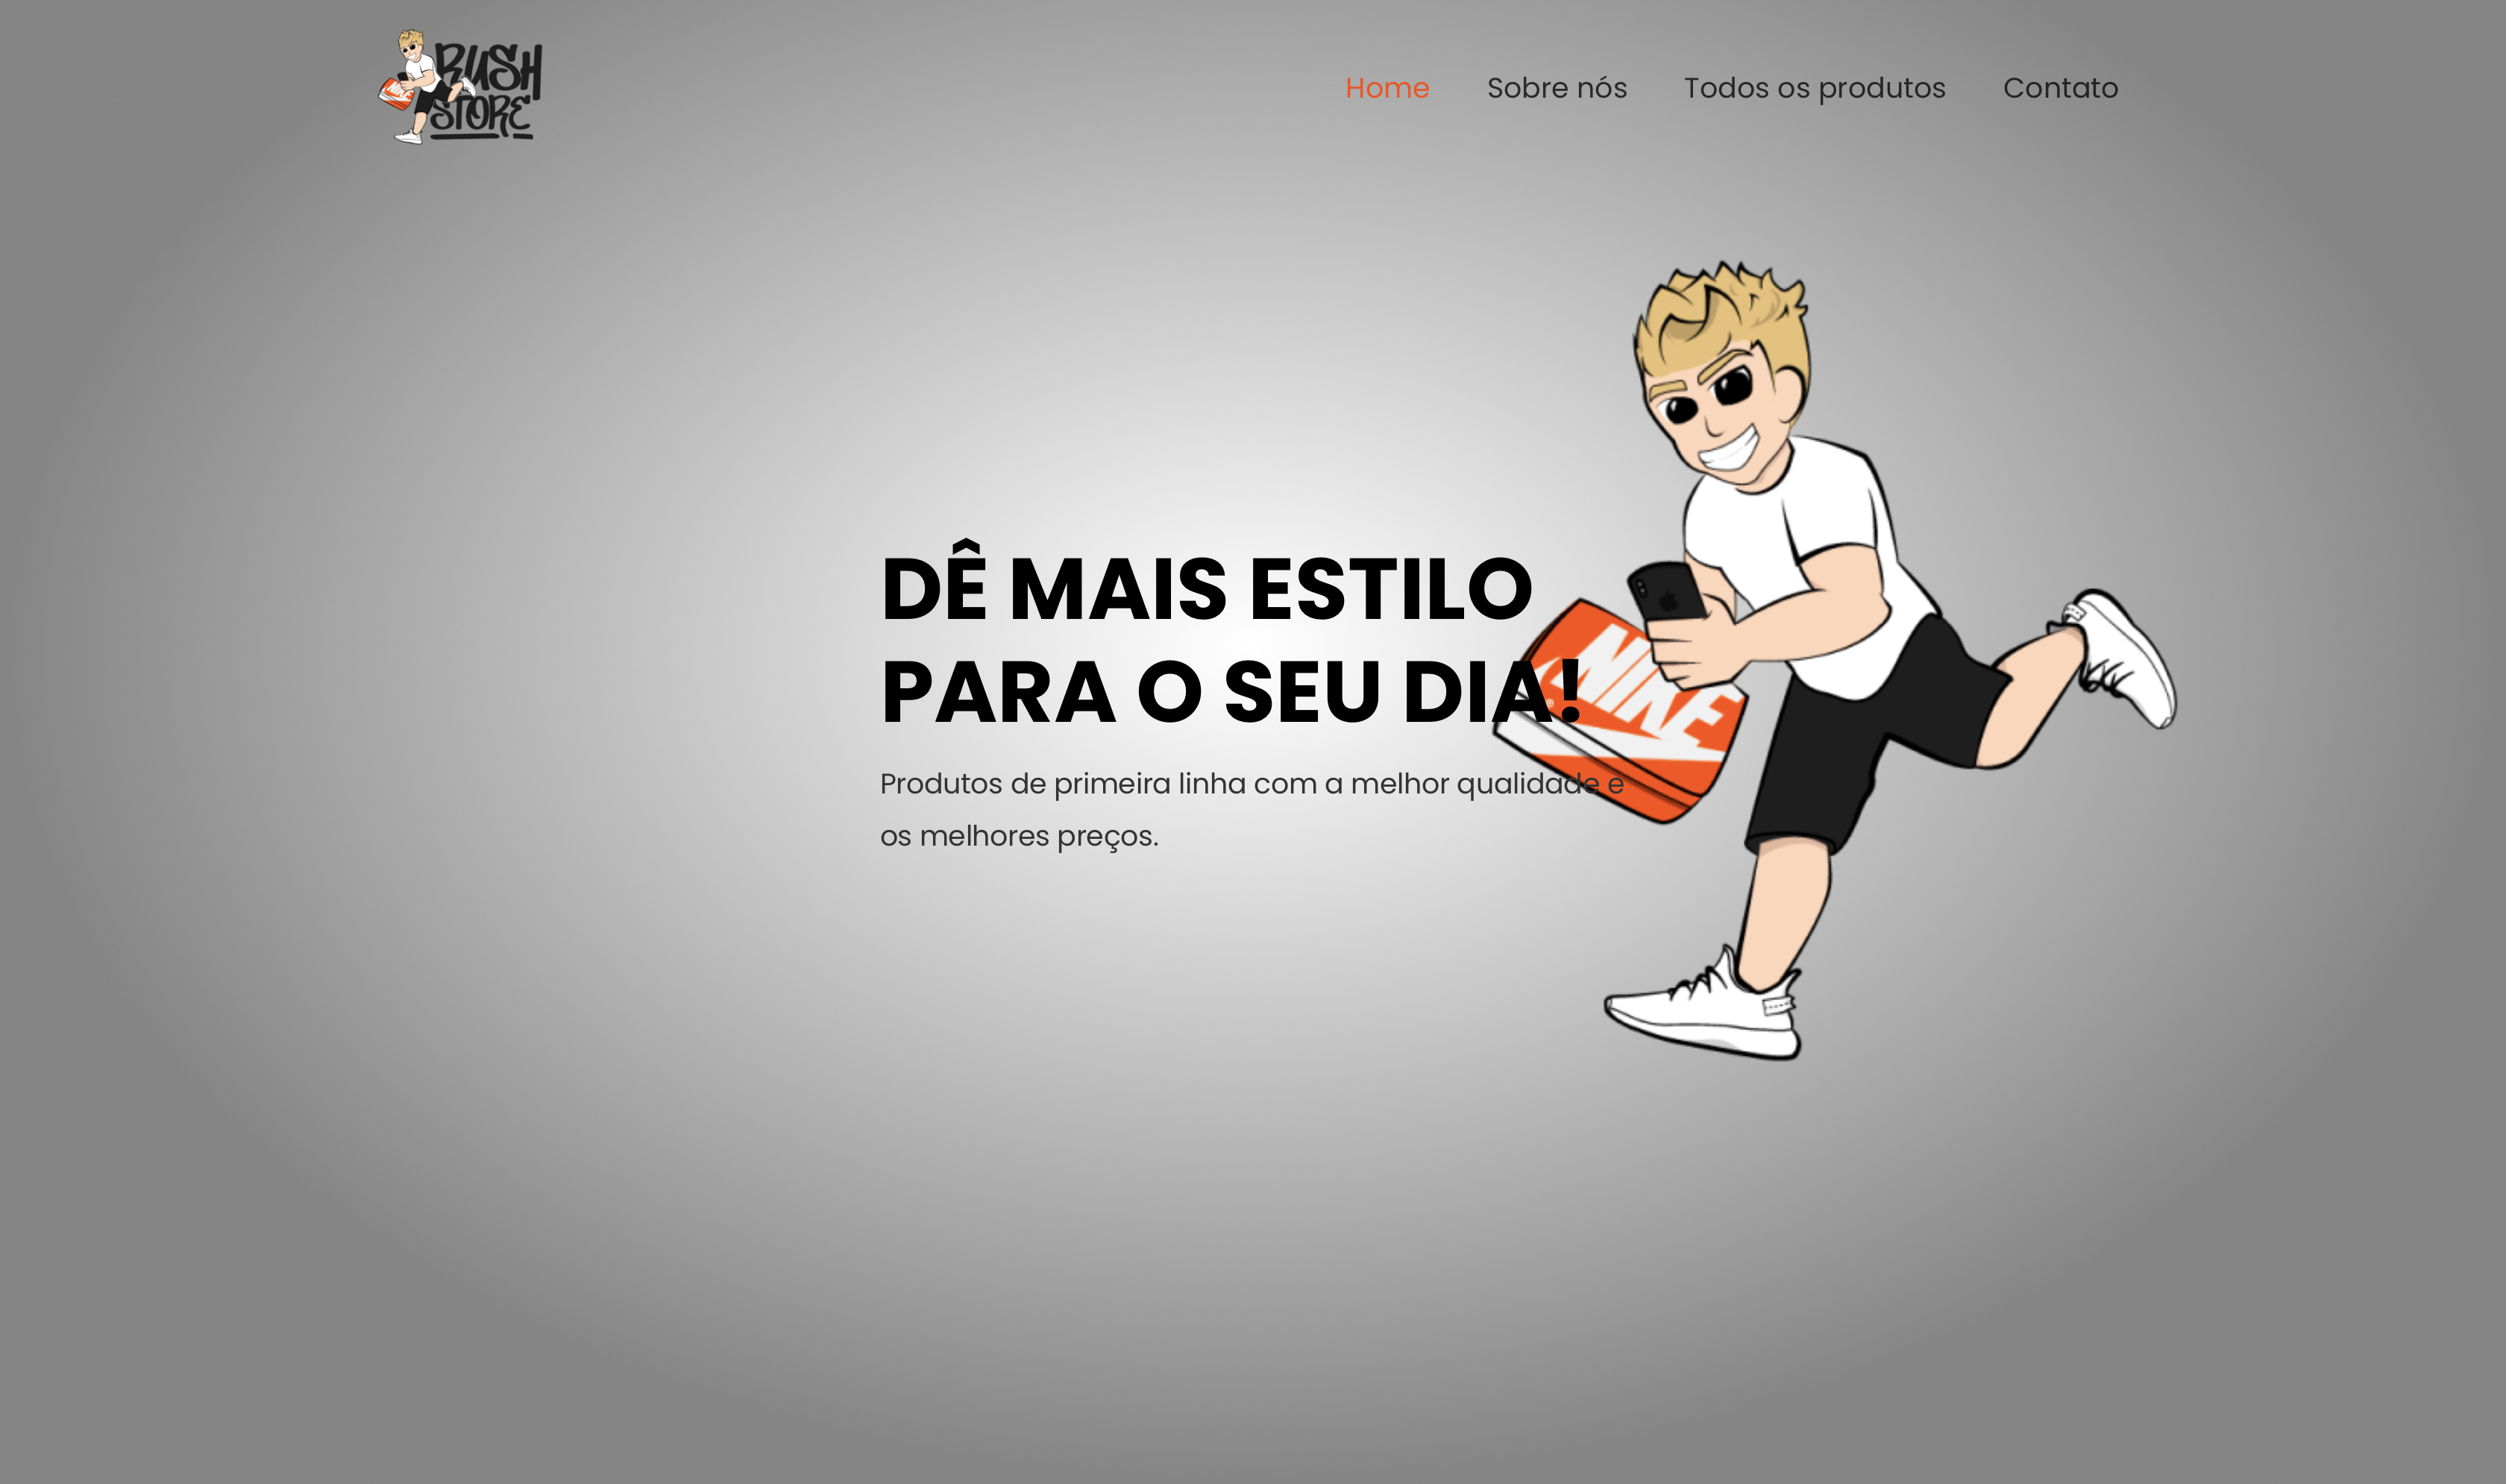 RUSH
STORE
Home Sobre nós Todos os produtos Contato
DÊ MAIS ESTILO
PARA O SEU DIA!
NIKE
Produtos de primeira linha com a melhor qualidade e
os melhores preços.